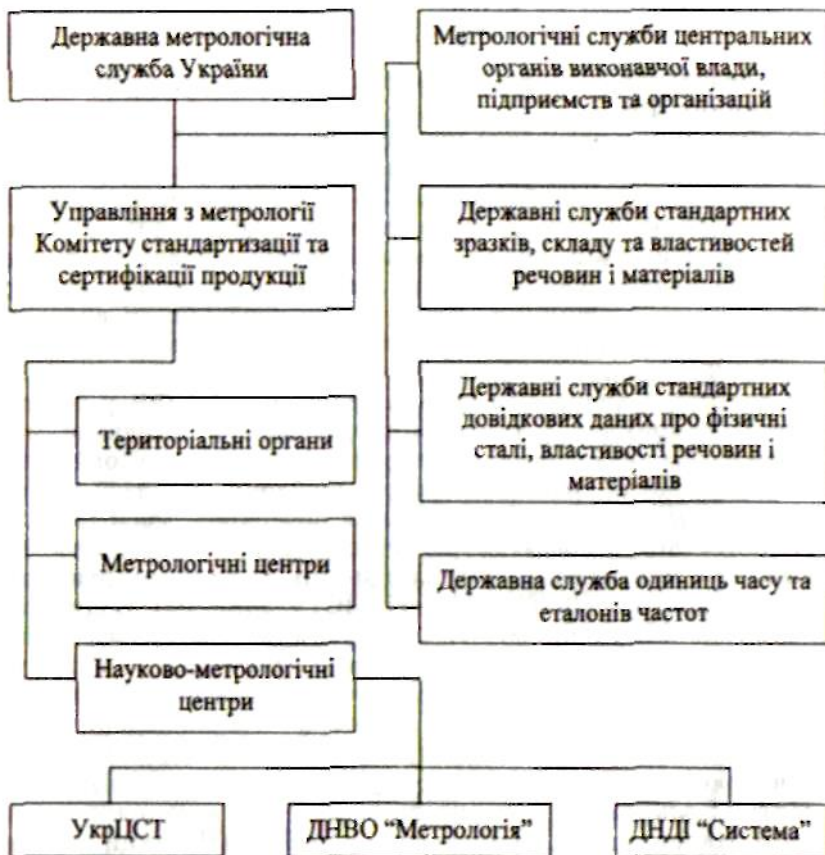 Державна метрологічна
служба України
Метрологічні служби центральних
органів виконавчої влади,
підприємств та організацій
Управління з метрології
Комітету стандартизації та
сертифікації продукції
Державні служби стандартних
зразків, складу та властивостей
речовин і матеріалів
Державні служби стандартних
довідкових даних про фізичні
сталі, властивості речовин і
матеріалів
Територіальні органи
Метрологічні центри
Державна служба одиниць часу та
еталонів частот
Науково-метрологічні
центри
УкрЦСТ
ДНВО “Метрологія”
ДНДІ “Система”